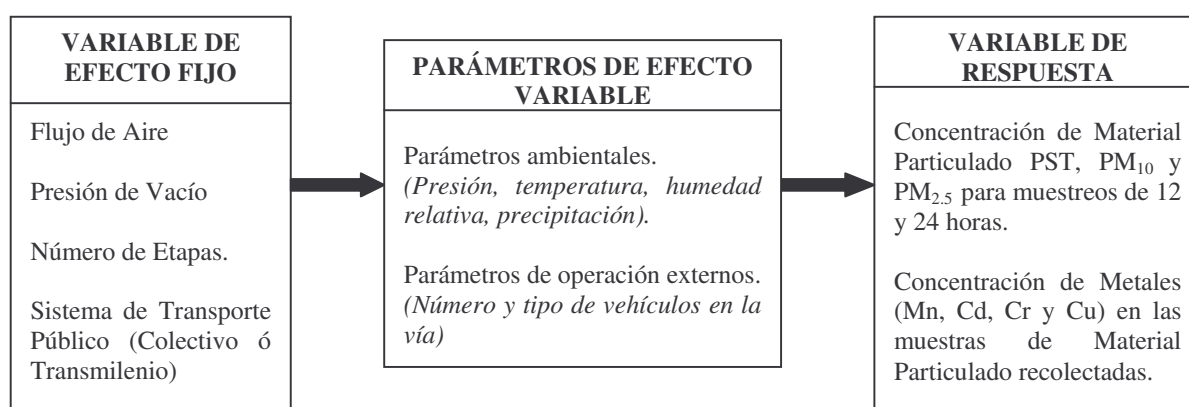 VARIABLE DE
EFECTO FIJO
Flujo de Aire
Presión de Vacío
Número de Etapas.
Sistema de Transporte
Público (Colectivo ó
Transmilenio)
PARÁMETROS DE EFECTO
VARIABLE
Parámetros ambientales.
(Presión, temperatura, humedad
relativa, precipitación).
Parámetros de operación externos.
(Número y tipo de vehículos en la
vía)
VARIABLE DE
RESPUESTA
Concentración de Material
Particulado PST, PM₁₀ y
PM₂.₅ para muestreos de 12
y 24 horas.
Concentración de Metales
(Mn, Cd, Cr y Cu) en las
muestras de Material
Particulado recolectadas.